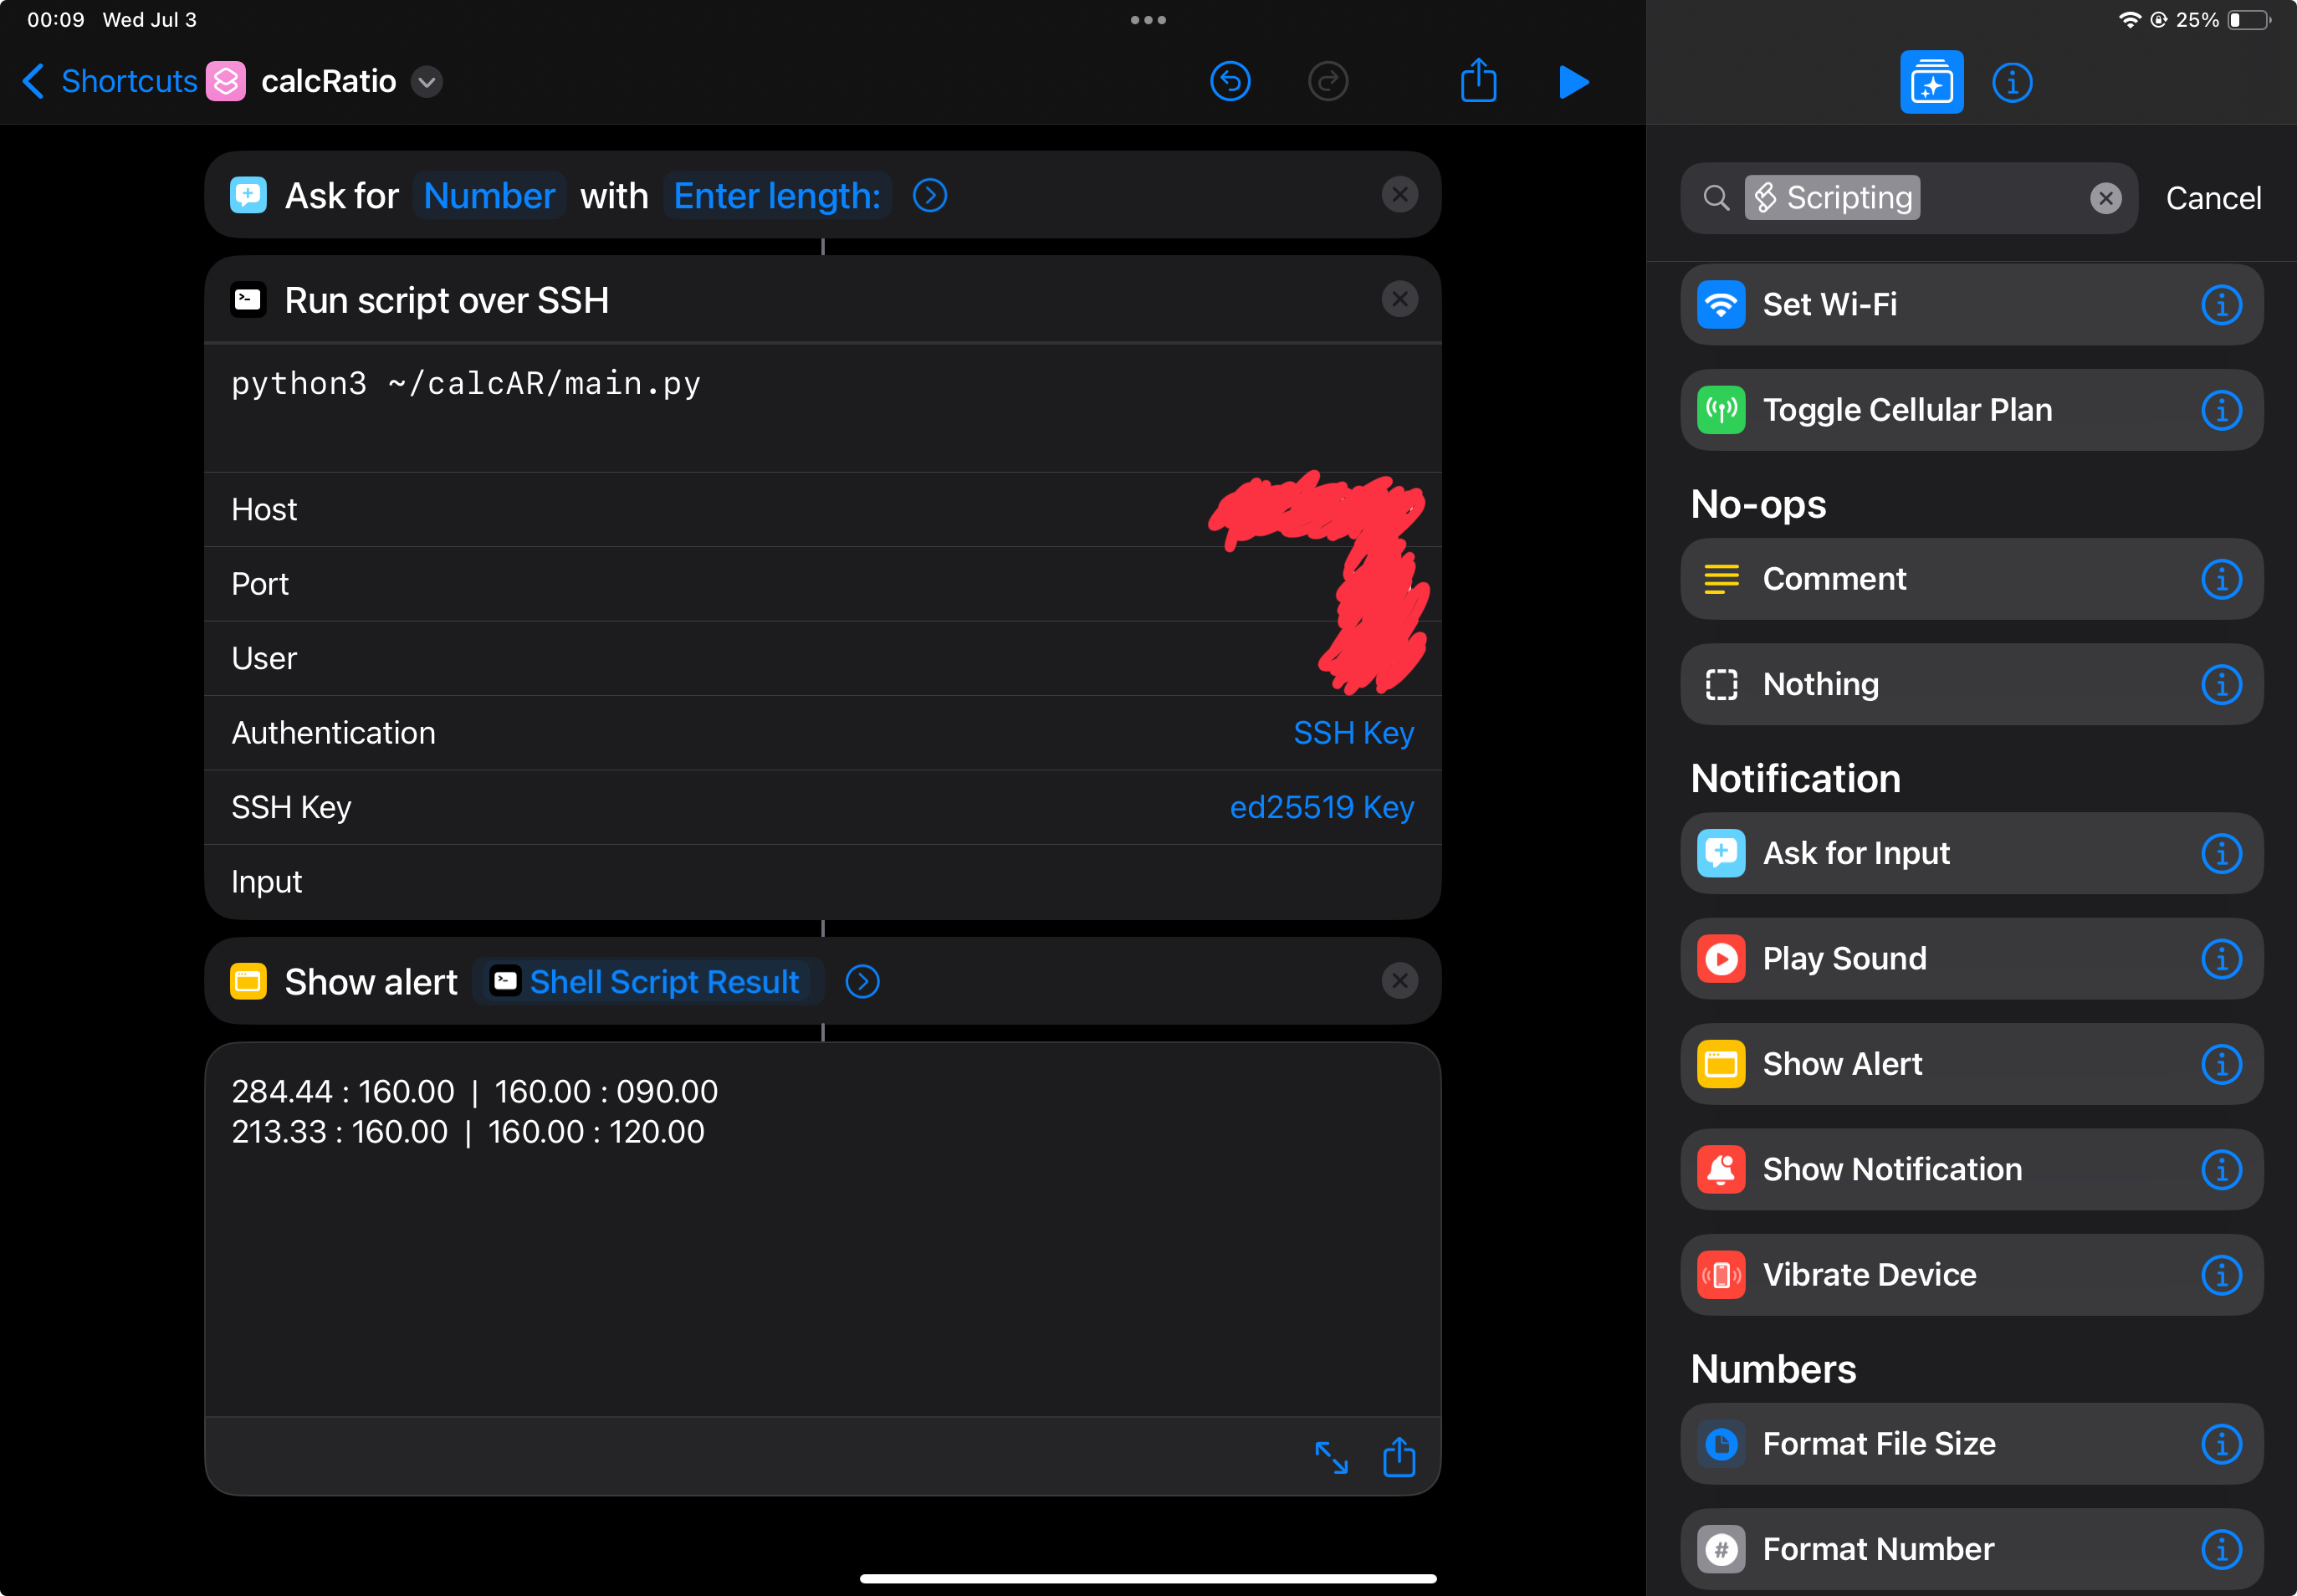 00:09 Wed Jul 3
25%
Shortcuts calcRatio
Ask for Number with Enter length:
Run script over SSH
python3 ~/calcAR/main.py
Host
Port
User
Authentication SSH Key
SSH Key ed25519 Key
Input
Show alert Shell Script Result
284.44 : 160.00 | 160.00 : 090.00
213.33 : 160.00 | 160.00 : 120.00
Scripting Cancel
Set Wi-Fi
Toggle Cellular Plan
No-ops
Comment
Nothing
Notification
Ask for Input
Play Sound
Show Alert
Show Notification
Vibrate Device
Numbers
Format File Size
Format Number